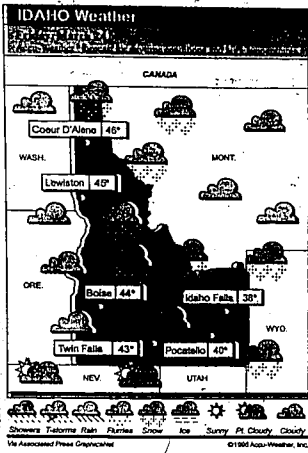 IDAHO Weather
CANADA
Coeur D'Alene 46°
WASH.
MONT.
Lewiston 45°
ORE.
Boise 44°
Idaho Falls 38°
WYO.
Twin Falls 43°
Pocatello 40°
NEV.
UTAH
Showers T-storms Rain Flurries Snow Ice Sunny Pt. Cloudy Cloudy
Via Associated Press GraphicsNet
Accu-Weather, Inc.